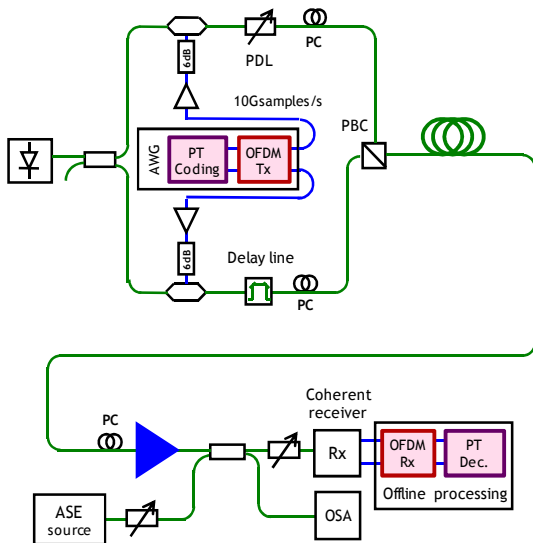 6dB
PDL
PC
10Gsamples/s
PBC
AWG
PT
Coding
OFDM
Tx
6dB
Delay line
PC
Coherent
receiver
PC
Rx
OFDM
Rx
PT
Dec.
Offline processing
ASE
source
OSA